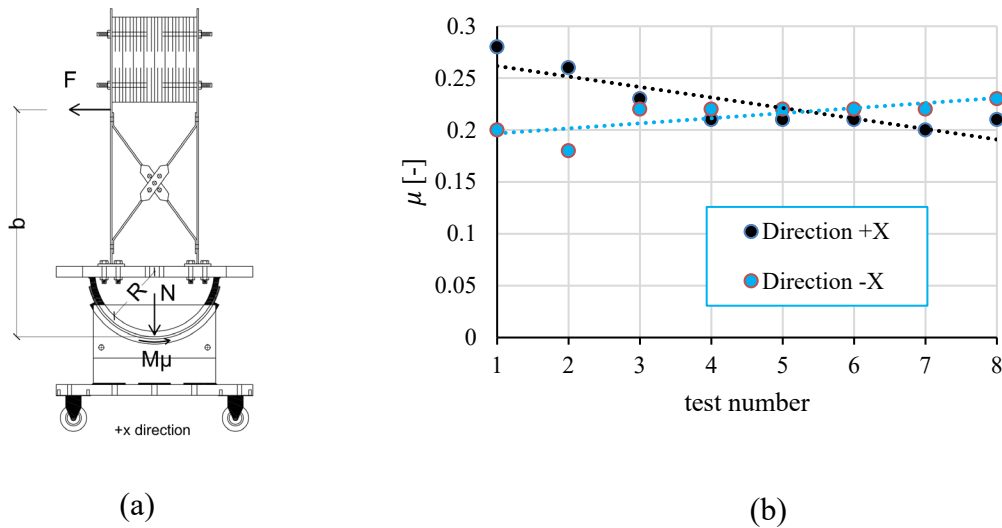 F
b
R
N
Mμ
+x direction
(a)
0.3
0.25
0.2
0.15
0.1
0.05
0
μ [-]
Direction +X
Direction -X
1 2 3 4 5 6 7 8
test number
(b)